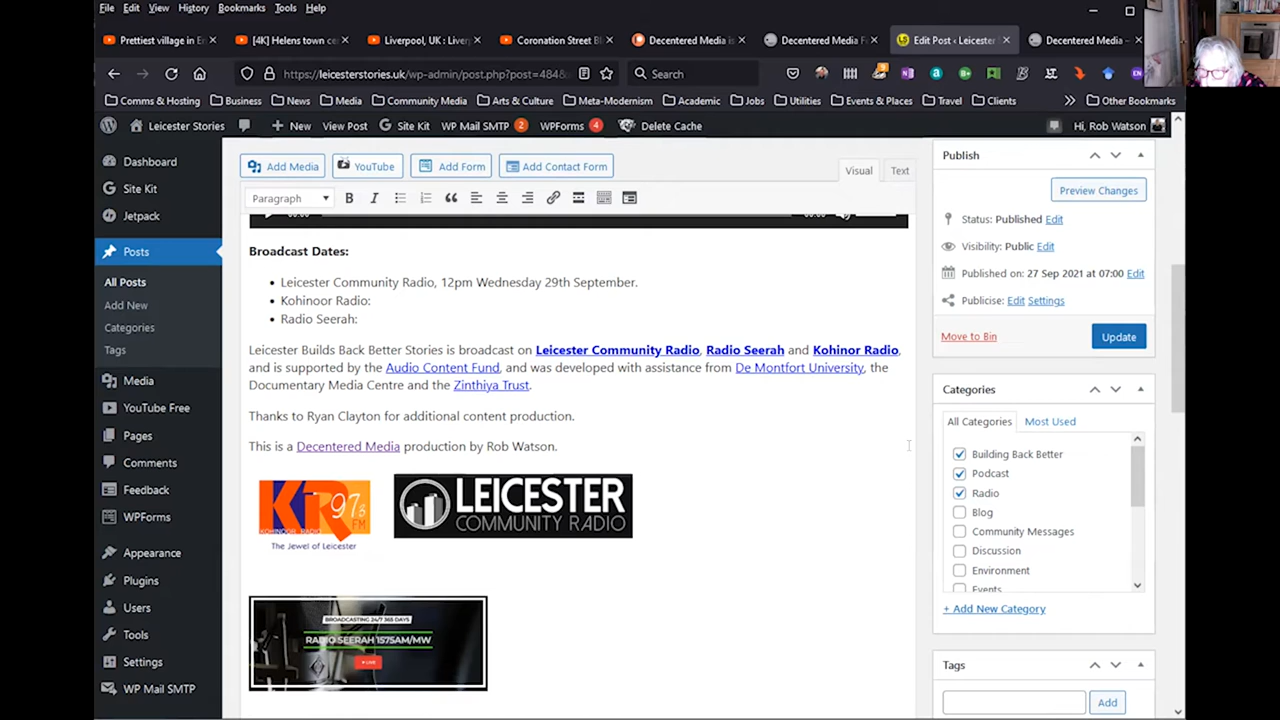 File Edit View History Bookmarks Tools Help
Prettiest village in En
[4K] Helens town ce
Liverpool, UK : Liver
Coronation Street Bl
Decentered Media is
Decentered Media F
Edit Post ‹ Leicester
Decentered Media –
https://leicesterstories.uk/wp-admin/post.php?post=484&
Search
Comms & Hosting Business News Media Community Media Arts & Culture Meta-Modernism Academic Jobs Utilities Events & Places Travel Clients Other Bookmarks
Leicester Stories New View Post Site Kit WP Mail SMTP 2 WPForms 4 Delete Cache Hi, Rob Watson
Dashboard
Site Kit
Jetpack
Posts
All Posts
Add New
Categories
Tags
Media
YouTube Free
Pages
Comments
Feedback
WPForms
Appearance
Plugins
Users
Tools
Settings
WP Mail SMTP
Add Media YouTube Add Form Add Contact Form
Visual Text
Paragraph
00:00 00:00
Broadcast Dates:
Leicester Community Radio, 12pm Wednesday 29th September.
Kohinoor Radio:
Radio Seerah:
Leicester Builds Back Better Stories is broadcast on Leicester Community Radio, Radio Seerah and Kohinor Radio,
and is supported by the Audio Content Fund, and was developed with assistance from De Montfort University, the
Documentary Media Centre and the Zinthiya Trust.
Thanks to Ryan Clayton for additional content production.
This is a Decentered Media production by Rob Watson.
KR 97.3
FM
KOHINOOR RADIO
The Jewel of Leicester
LEICESTER
COMMUNITY RADIO
BROADCASTING 24/7 365 DAYS
RADIO SEERAH 1575AM/MW
LIVE
Publish
Preview Changes
Status: Published Edit
Visibility: Public Edit
Published on: 27 Sep 2021 at 07:00 Edit
Publicise: Edit Settings
Move to Bin
Update
Categories
All Categories Most Used
Building Back Better
Podcast
Radio
Blog
Community Messages
Discussion
Environment
Events
+ Add New Category
Tags
Add